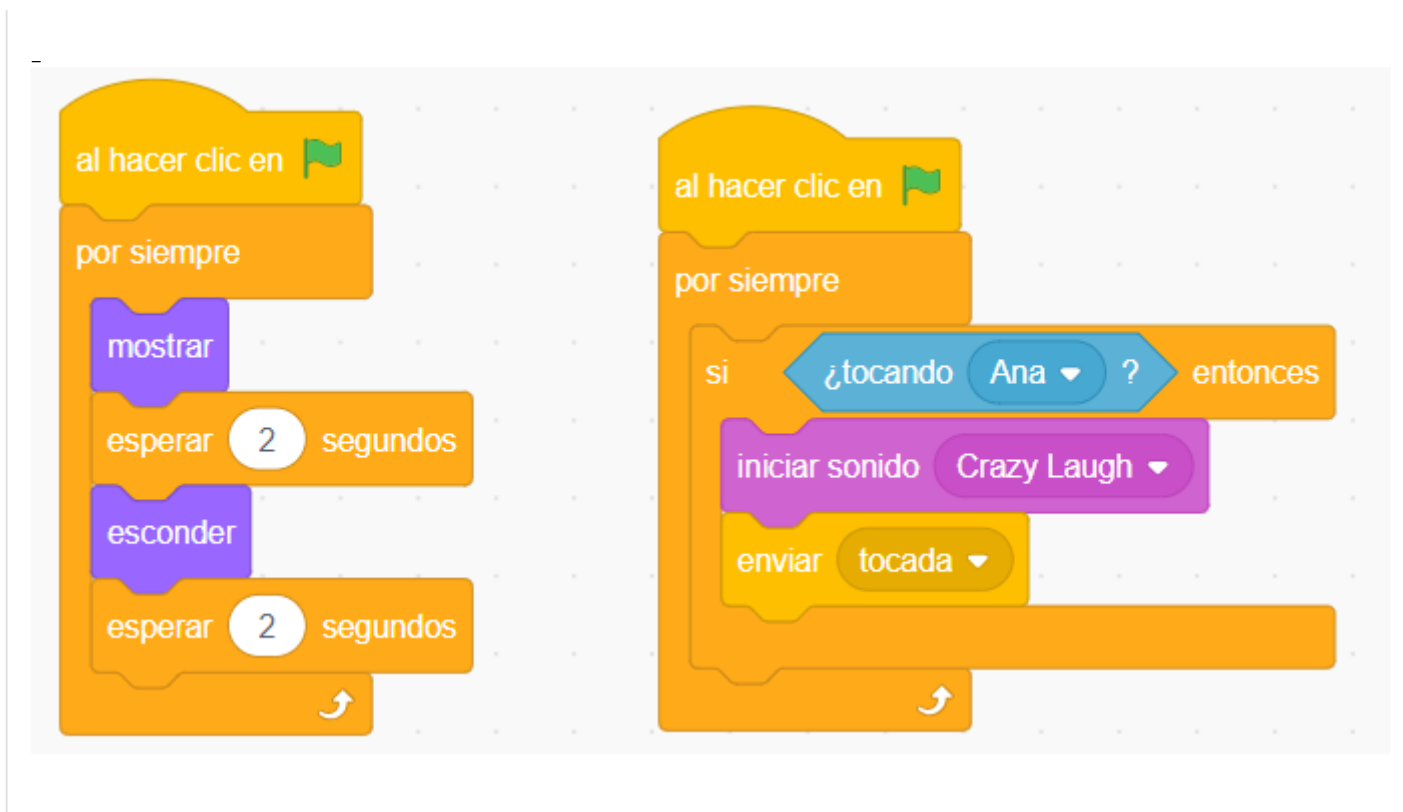 al hacer clic en
por siempre
mostrar
esperar 2 segundos
esconder
esperar 2 segundos
al hacer clic en
por siempre
si ¿tocando Ana ? entonces
iniciar sonido Crazy Laugh
enviar tocada